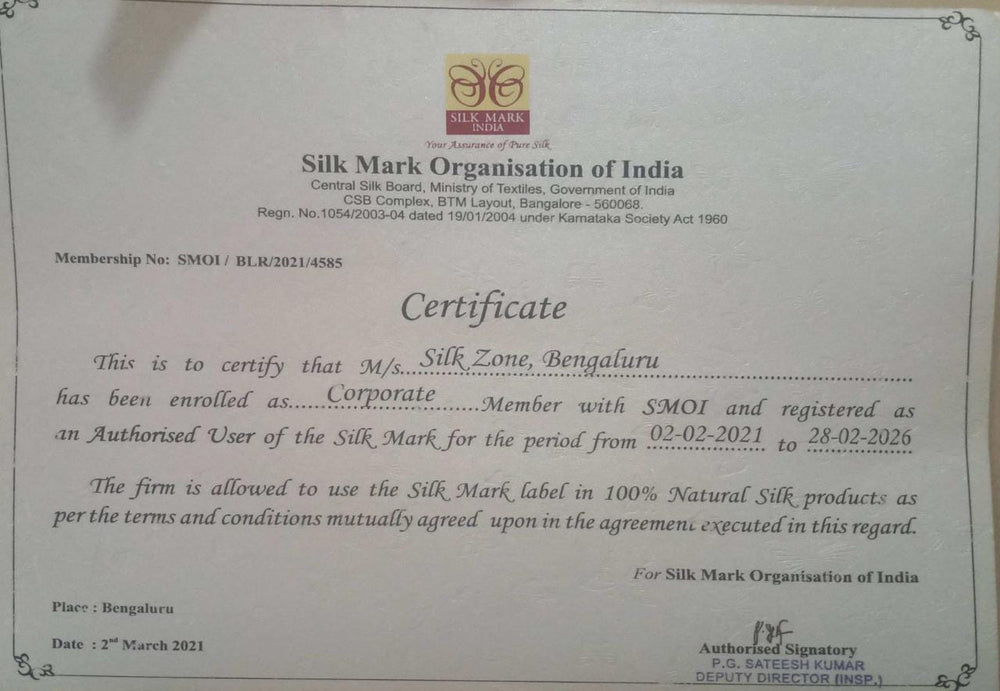 SILK MARK
INDIA
Your Assurance of Pure Silk
Silk Mark Organisation of India
Central Silk Board, Ministry of Textiles, Government of India
CSB Complex, BTM Layout, Bangalore - 560068.
Regn. No.1054/2003-04 dated 19/01/2004 under Karnataka Society Act 1960
Membership No: SMOI / BLR/2021/4585
Certificate
This is to certify that M/s...Silk Zone, Bengaluru
has been enrolled as.....Corporate.....Member with SMOI and registered as
an Authorised User of the Silk Mark for the period from 02-02-2021 to 28-02-2026
The firm is allowed to use the Silk Mark label in 100% Natural Silk products as
per the terms and conditions mutually agreed upon in the agreement executed in this regard.
For Silk Mark Organisation of India
Place : Bengaluru
Date : 2nd March 2021
Authorised Signatory
P.G. SATEESH KUMAR
DEPUTY DIRECTOR (INSP.)